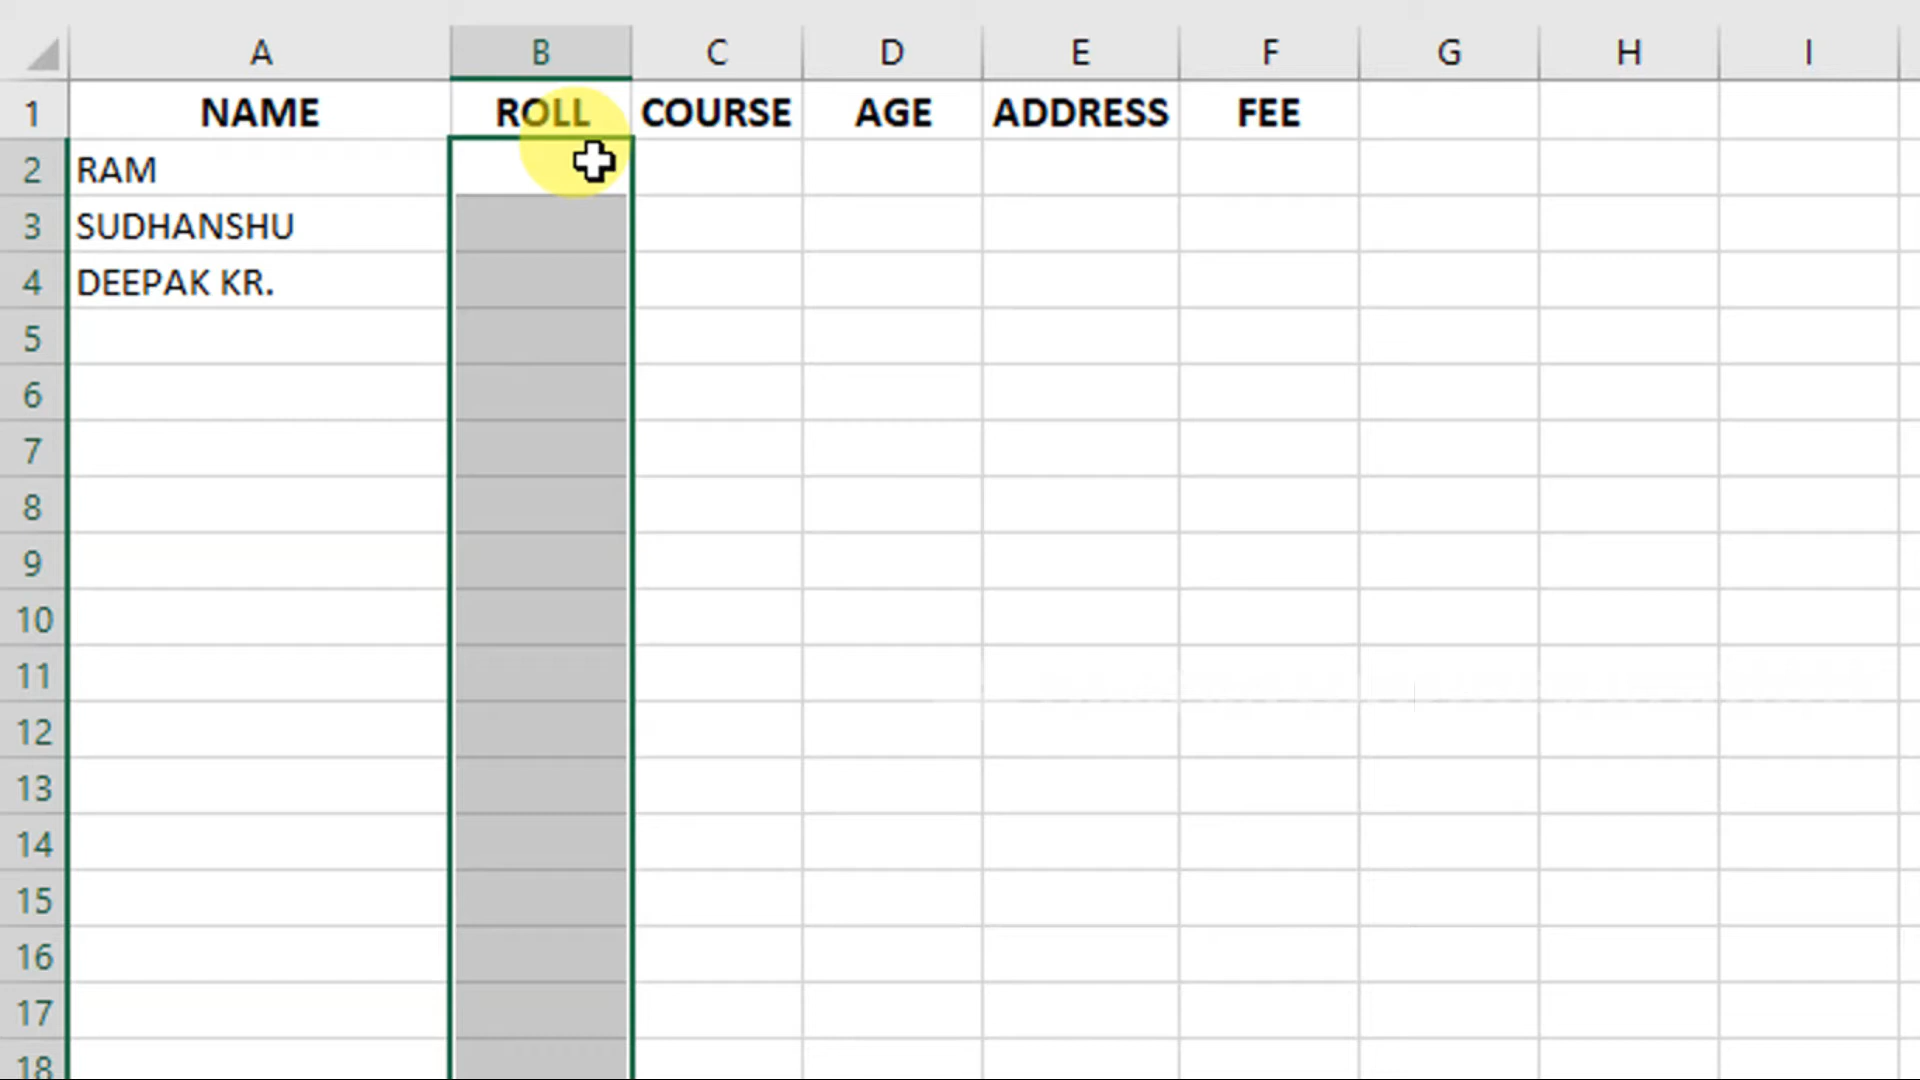 A B C D E F G H I
1 NAME ROLL COURSE AGE ADDRESS FEE
2 RAM
3 SUDHANSHU
4 DEEPAK KR.
5
6
7
8
9
10
11
12
13
14
15
16
17
18